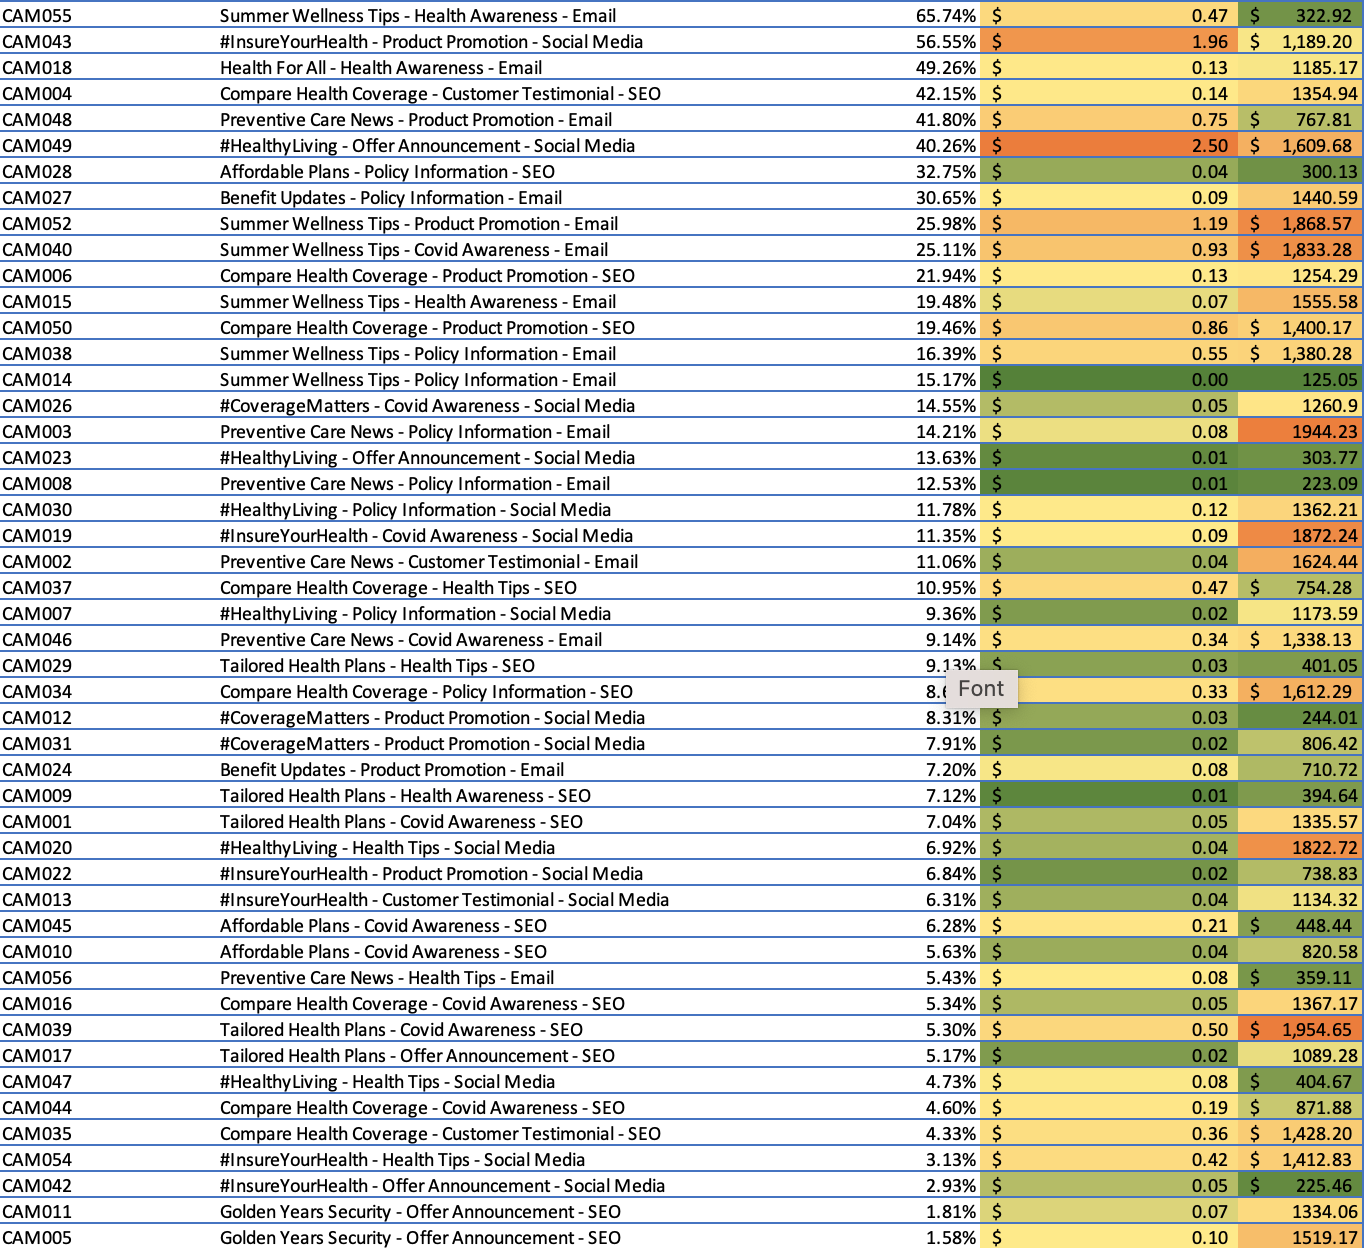 CAM055 Summer Wellness Tips - Health Awareness - Email 65.74% $ 0.47 $ 322.92
CAM043 #InsureYourHealth - Product Promotion - Social Media 56.55% $ 1.96 $ 1,189.20
CAM018 Health For All - Health Awareness - Email 49.26% $ 0.13 1185.17
CAM004 Compare Health Coverage - Customer Testimonial - SEO 42.15% $ 0.14 1354.94
CAM048 Preventive Care News - Product Promotion - Email 41.80% $ 0.75 $ 767.81
CAM049 #HealthyLiving - Offer Announcement - Social Media 40.26% $ 2.50 $ 1,609.68
CAM028 Affordable Plans - Policy Information - SEO 32.75% $ 0.04 300.13
CAM027 Benefit Updates - Policy Information - Email 30.65% $ 0.09 1440.59
CAM052 Summer Wellness Tips - Product Promotion - Email 25.98% $ 1.19 $ 1,868.57
CAM040 Summer Wellness Tips - Covid Awareness - Email 25.11% $ 0.93 $ 1,833.28
CAM006 Compare Health Coverage - Product Promotion - SEO 21.94% $ 0.13 1254.29
CAM015 Summer Wellness Tips - Health Awareness - Email 19.48% $ 0.07 1555.58
CAM050 Compare Health Coverage - Product Promotion - SEO 19.46% $ 0.86 $ 1,400.17
CAM038 Summer Wellness Tips - Policy Information - Email 16.39% $ 0.55 $ 1,380.28
CAM014 Summer Wellness Tips - Policy Information - Email 15.17% $ 0.00 125.05
CAM026 #CoverageMatters - Covid Awareness - Social Media 14.55% $ 0.05 1260.9
CAM003 Preventive Care News - Policy Information - Email 14.21% $ 0.08 1944.23
CAM023 #HealthyLiving - Offer Announcement - Social Media 13.63% $ 0.01 303.77
CAM008 Preventive Care News - Policy Information - Email 12.53% $ 0.01 223.09
CAM030 #HealthyLiving - Policy Information - Social Media 11.78% $ 0.12 1362.21
CAM019 #InsureYourHealth - Covid Awareness - Social Media 11.35% $ 0.09 1872.24
CAM002 Preventive Care News - Customer Testimonial - Email 11.06% $ 0.04 1624.44
CAM037 Compare Health Coverage - Health Tips - SEO 10.95% $ 0.47 $ 754.28
CAM007 #HealthyLiving - Policy Information - Social Media 9.36% $ 0.02 1173.59
CAM046 Preventive Care News - Covid Awareness - Email 9.14% $ 0.34 $ 1,338.13
CAM029 Tailored Health Plans - Health Tips - SEO 9.13% $ 0.03 401.05
CAM034 Compare Health Coverage - Policy Information - SEO Font 0.33 $ 1,612.29
CAM012 #CoverageMatters - Product Promotion - Social Media 8.31% $ 0.03 244.01
CAM031 #CoverageMatters - Product Promotion - Social Media 7.91% $ 0.02 806.42
CAM024 Benefit Updates - Product Promotion - Email 7.20% $ 0.08 710.72
CAM009 Tailored Health Plans - Health Awareness - SEO 7.12% $ 0.01 394.64
CAM001 Tailored Health Plans - Covid Awareness - SEO 7.04% $ 0.05 1335.57
CAM020 #HealthyLiving - Health Tips - Social Media 6.92% $ 0.04 1822.72
CAM022 #InsureYourHealth - Product Promotion - Social Media 6.84% $ 0.02 738.83
CAM013 #InsureYourHealth - Customer Testimonial - Social Media 6.31% $ 0.04 1134.32
CAM045 Affordable Plans - Covid Awareness - SEO 6.28% $ 0.21 $ 448.44
CAM010 Affordable Plans - Covid Awareness - SEO 5.63% $ 0.04 820.58
CAM056 Preventive Care News - Health Tips - Email 5.43% $ 0.08 $ 359.11
CAM016 Compare Health Coverage - Covid Awareness - SEO 5.34% $ 0.05 1367.17
CAM039 Tailored Health Plans - Covid Awareness - SEO 5.30% $ 0.50 $ 1,954.65
CAM017 Tailored Health Plans - Offer Announcement - SEO 5.17% $ 0.02 1089.28
CAM047 #HealthyLiving - Health Tips - Social Media 4.73% $ 0.08 $ 404.67
CAM044 Compare Health Coverage - Covid Awareness - SEO 4.60% $ 0.19 $ 871.88
CAM035 Compare Health Coverage - Customer Testimonial - SEO 4.33% $ 0.36 $ 1,428.20
CAM054 #InsureYourHealth - Health Tips - Social Media 3.13% $ 0.42 $ 1,412.83
CAM042 #InsureYourHealth - Offer Announcement - Social Media 2.93% $ 0.05 $ 225.46
CAM011 Golden Years Security - Offer Announcement - SEO 1.81% $ 0.07 1334.06
CAM005 Golden Years Security - Offer Announcement - SEO 1.58% $ 0.10 1519.17